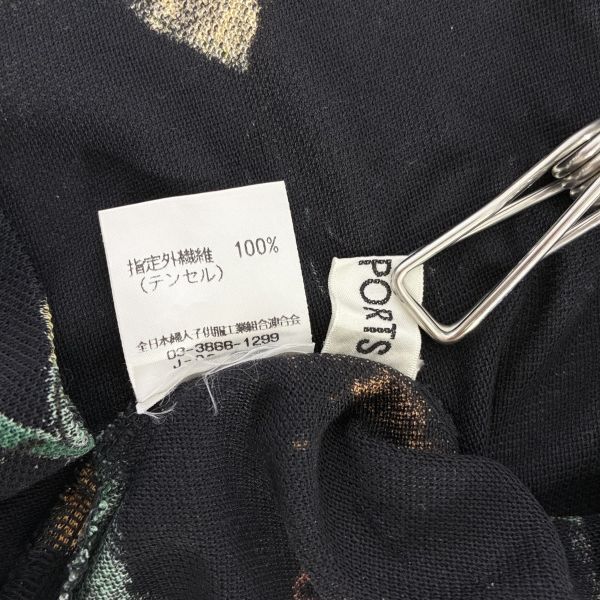 指定外繊維 100%
(テンセル)
全日本婦人子供服工業組合連合会
03-3886-1299
PORTS